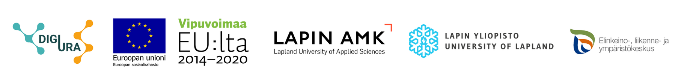 DIGI
URA
Euroopan unioni
Euroopan sosiaalirahasto
Vipuvoimaa
EU:lta
2014–2020
LAPIN AMK
Lapland University of Applied Sciences
LAPIN YLIOPISTO
UNIVERSITY OF LAPLAND
Elinkeino-, liikenne- ja
ympäristökeskus